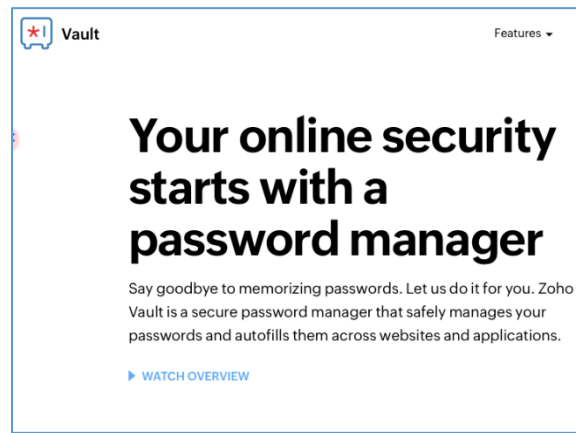 Vault
Features
Your online security
starts with a
password manager
Say goodbye to memorizing passwords. Let us do it for you. Zoho
Vault is a secure password manager that safely manages your
passwords and autofills them across websites and applications.
WATCH OVERVIEW